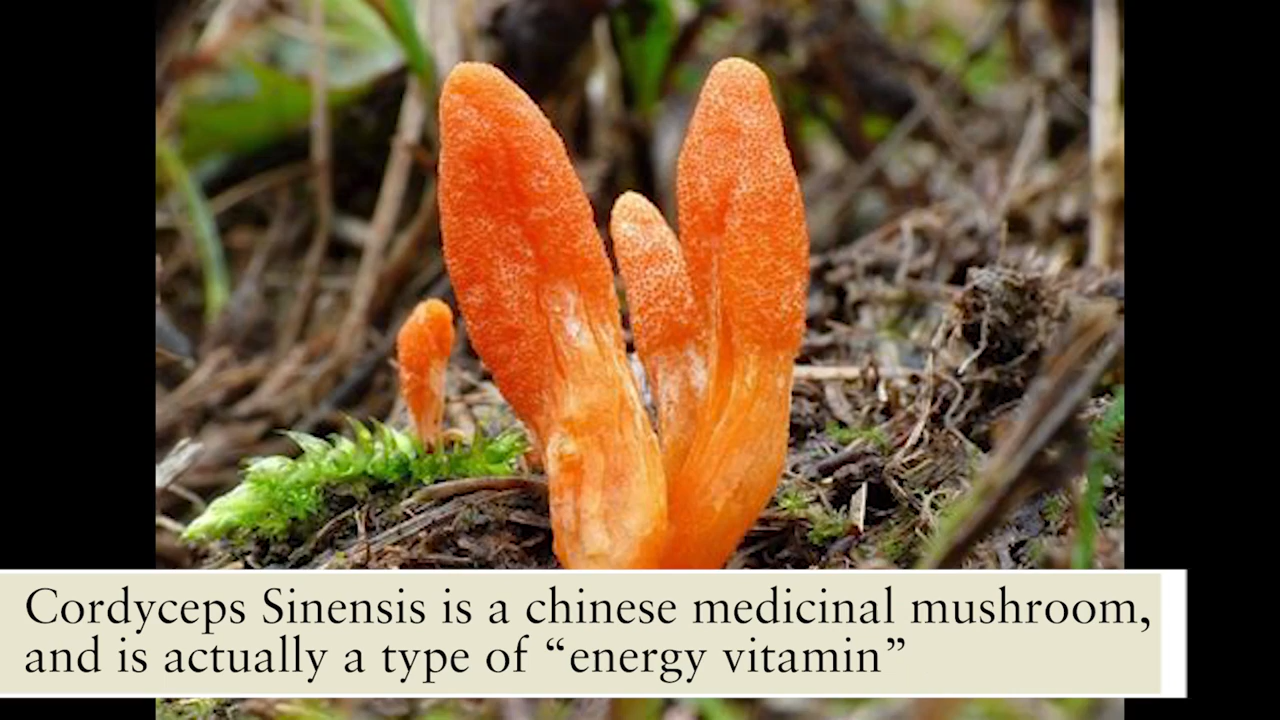 Cordyceps Sinensis is a chinese medicinal mushroom,
and is actually a type of “energy vitamin”